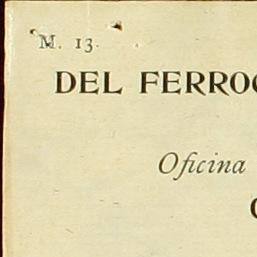 M. 13.
DEL FERROC
Oficina